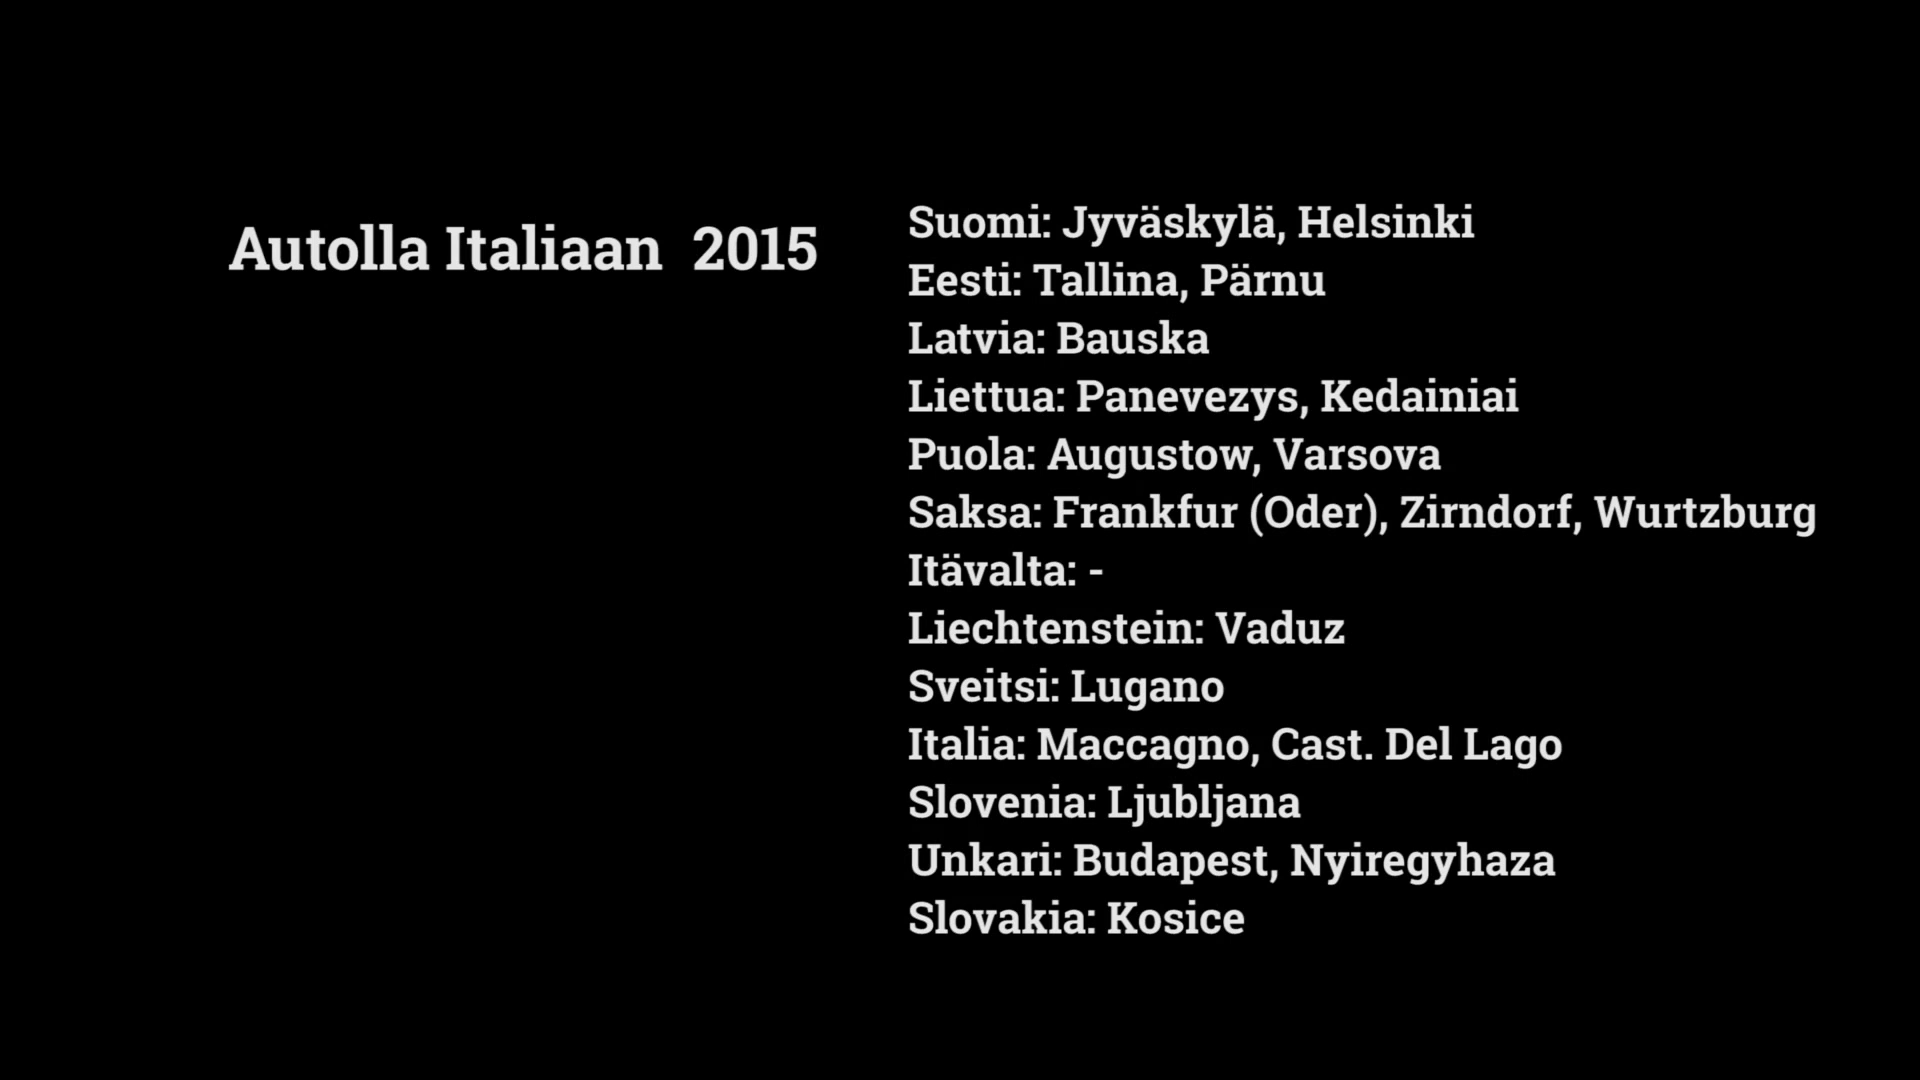 Autolla Italiaan  2015
Suomi: Jyväskylä, Helsinki
Eesti: Tallina, Pärnu
Latvia: Bauska
Liettua: Panevezys, Kedainiai
Puola: Augustow, Varsova
Saksa: Frankfur (Oder), Zirndorf, Wurtzburg
Itävalta: -
Liechtenstein: Vaduz
Sveitsi: Lugano
Italia: Maccagno, Cast. Del Lago
Slovenia: Ljubljana
Unkari: Budapest, Nyiregyhaza
Slovakia: Kosice